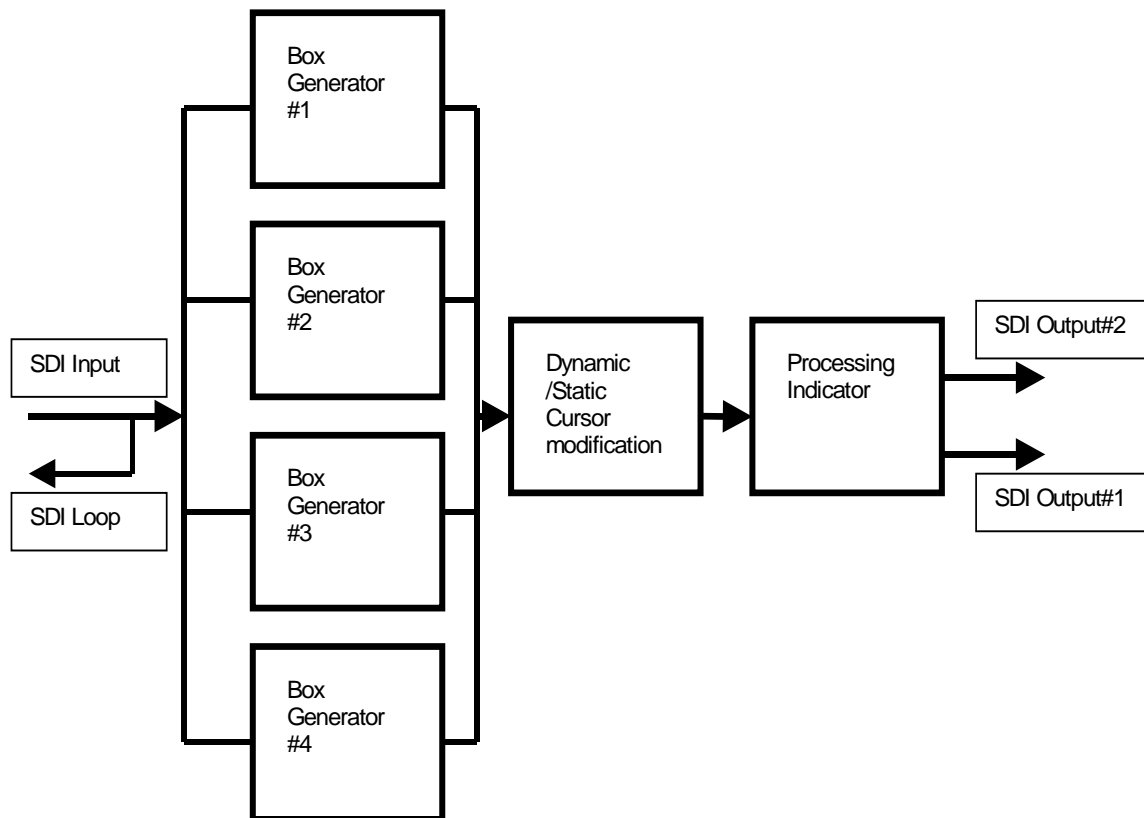 Box
Generator
#1
Box
Generator
#2
SDI Input
SDI Loop
Box
Generator
#3
Box
Generator
#4
Dynamic
/Static
Cursor
modification
Processing
Indicator
SDI Output#2
SDI Output#1